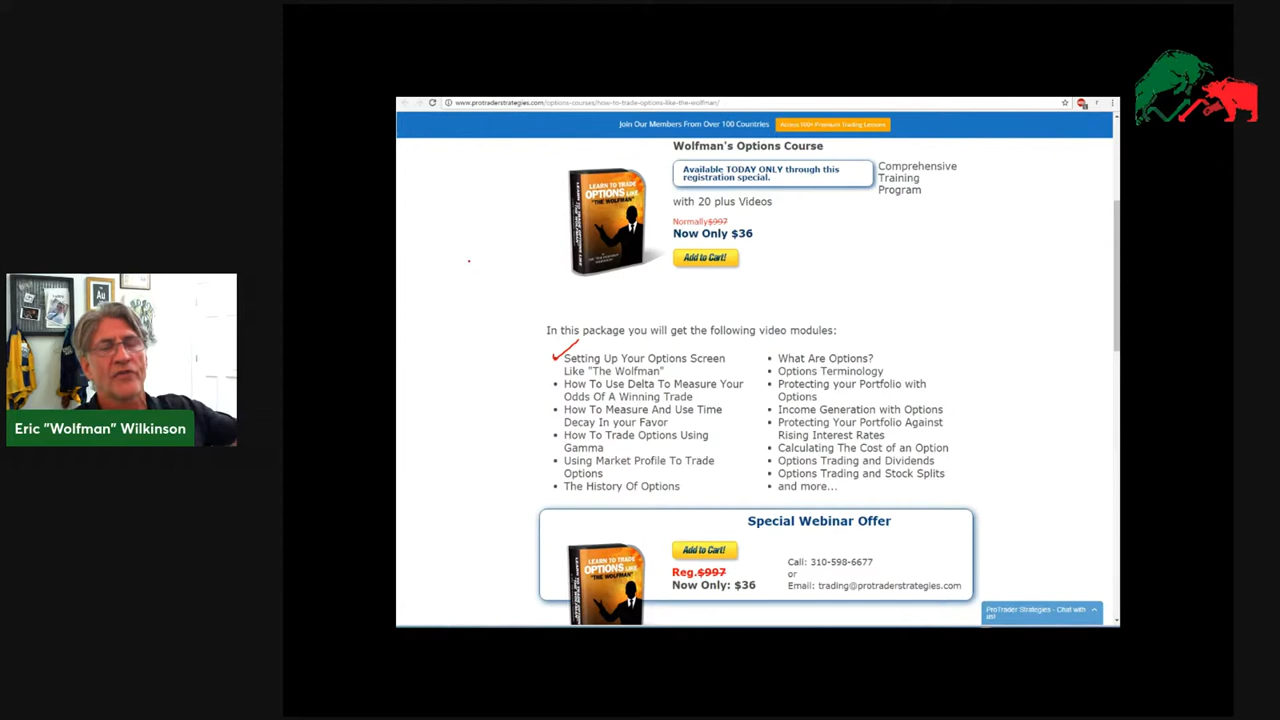 www.protraderstrategies.com/options-courses/how-to-trade-options-like-the-wolfman/
Join Our Members From Over 100 Countries
Access 100+ Premium Trading Lessons
Wolfman's Options Course
Available TODAY ONLY through this
registration special.
Comprehensive
Training
Program
with 20 plus Videos
Normally $997
Now Only $36
Add to Cart!
LEARN TO TRADE
OPTIONS LIKE
"THE WOLFMAN"
In this package you will get the following video modules:
Setting Up Your Options Screen
Like "The Wolfman"
• How To Use Delta To Measure Your
Odds Of A Winning Trade
• How To Measure And Use Time
Decay In your Favor
• How To Trade Options Using
Gamma
• Using Market Profile To Trade
Options
• The History Of Options
• What Are Options?
• Options Terminology
• Protecting your Portfolio with
Options
• Income Generation with Options
• Protecting Your Portfolio Against
Rising Interest Rates
• Calculating The Cost of an Option
• Options Trading and Dividends
• Options Trading and Stock Splits
• and more...
Special Webinar Offer
Add to Cart!
Reg.$997
Now Only: $36
Call: 310-598-6677
or
Email: trading@protraderstrategies.com
LEARN TO TRADE
OPTIONS LIKE
"THE WOLFMAN"
ProTrader Strategies - Chat with
us!
Au
Eric "Wolfman" Wilkinson